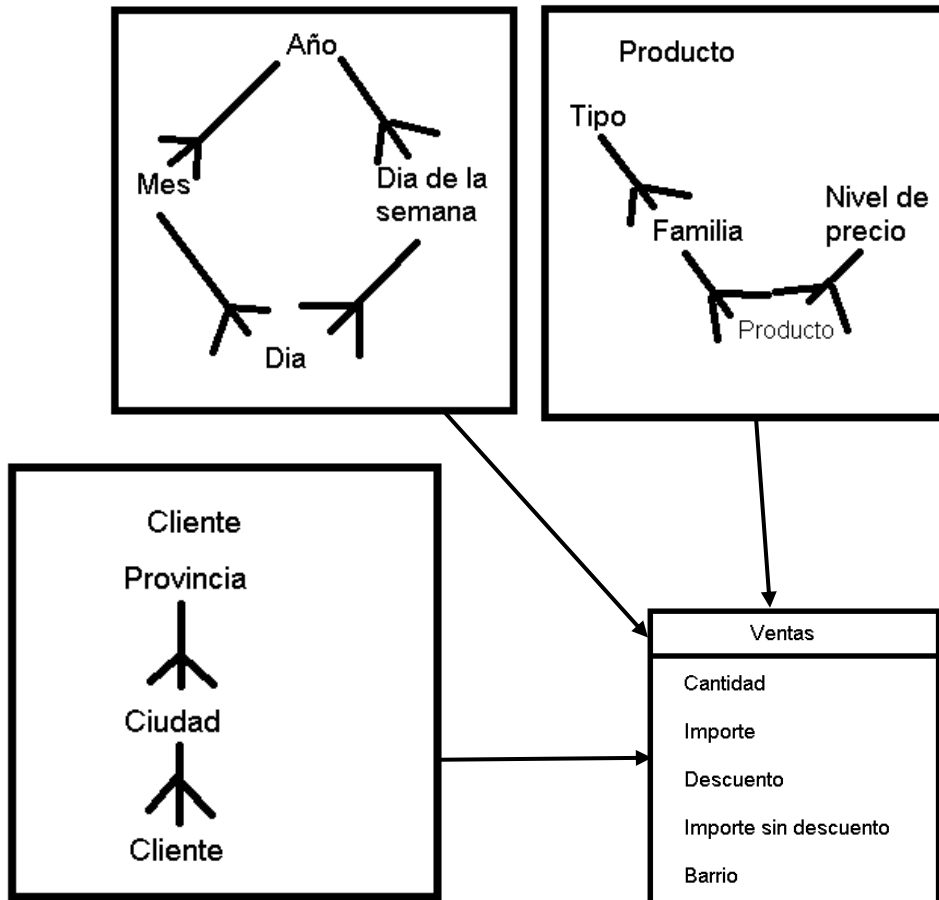 Año
Mes
Dia de la
semana
Dia
Producto
Tipo
Familia
Nivel de
precio
Producto
Cliente
Provincia
Ciudad
Cliente
Ventas
Cantidad
Importe
Descuento
Importe sin descuento
Barrio